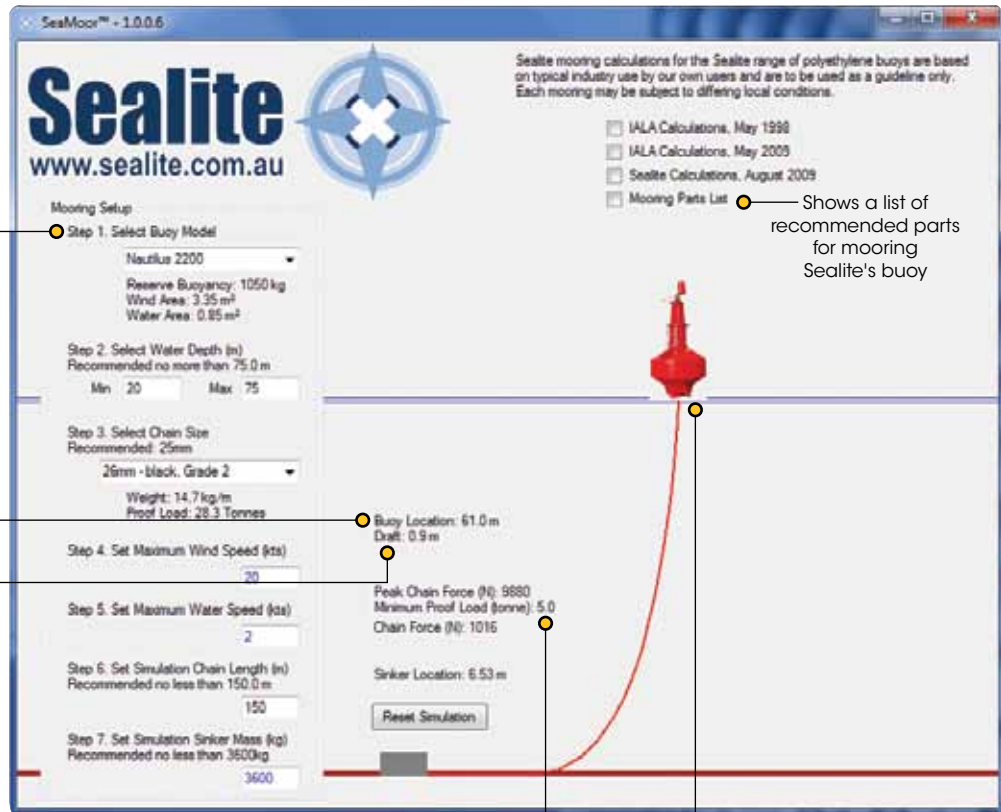 SeaMoor™ - 1.0.0.6
Sealite
www.sealite.com.au
Sealite mooring calculations for the Sealite range of polyethylene buoys are based
on typical industry use by our own users and are to be used as a guideline only.
Each mooring may be subject to differing local conditions.
IALA Calculations, May 1998
IALA Calculations, May 2009
Sealite Calculations, August 2009
Mooring Parts List
Shows a list of
recommended parts
for mooring
Sealite's buoy
Mooring Setup
Step 1. Select Buoy Model
Nautilus 2200
Reserve Buoyancy: 1050 kg
Wind Area: 3.35 m²
Water Area: 0.85 m²
Step 2. Select Water Depth (m)
Recommended no more than 75.0 m
Min 20 Max 75
Step 3. Select Chain Size
Recommended: 25mm
26mm - black, Grade 2
Weight: 14.7 kg/m
Proof Load: 28.3 Tonnes
Step 4. Set Maximum Wind Speed (kts)
20
Step 5. Set Maximum Water Speed (kts)
2
Step 6. Set Simulation Chain Length (m)
Recommended no less than 150.0 m
150
Step 7. Set Simulation Sinker Mass (kg)
Recommended no less than 3600kg
3600
Buoy Location: 61.0 m
Draft: 0.9 m
Peak Chain Force (N): 9880
Minimum Proof Load (tonne): 5.0
Chain Force (N): 1016
Sinker Location: 6.53 m
Reset Simulation